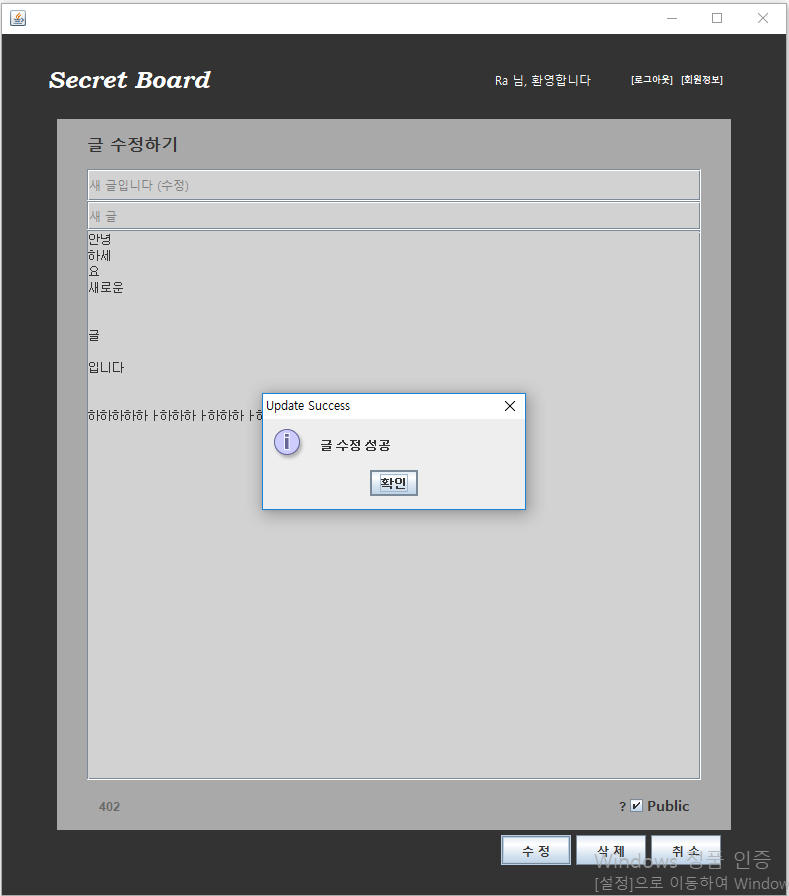 Secret Board
Ra 님, 환영합니다
[로그아웃] [회원정보]
글 수정하기
새 글입니다 (수정)
새 글
안녕
하세
요
새로운
글
입니다
하하하하하ㅏ하하하ㅏ하하하ㅏ
Update Success
i
글 수정 성공
확인
402
? Public
수 정
삭 제
취 소
Windows 정품 인증
[설정]으로 이동하여 Window